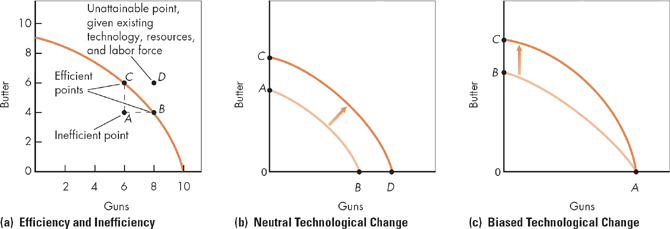 Unattainable point,
given existing
technology, resources,
and labor force
10
8
6
4
2
0
Butter
Efficient
points
C
D
A
B
Inefficient point
2 4 6 8 10
Guns
(a) Efficiency and Inefficiency
Butter
C
A
0
B D
Guns
(b) Neutral Technological Change
Butter
C
B
0
A
Guns
(c) Biased Technological Change